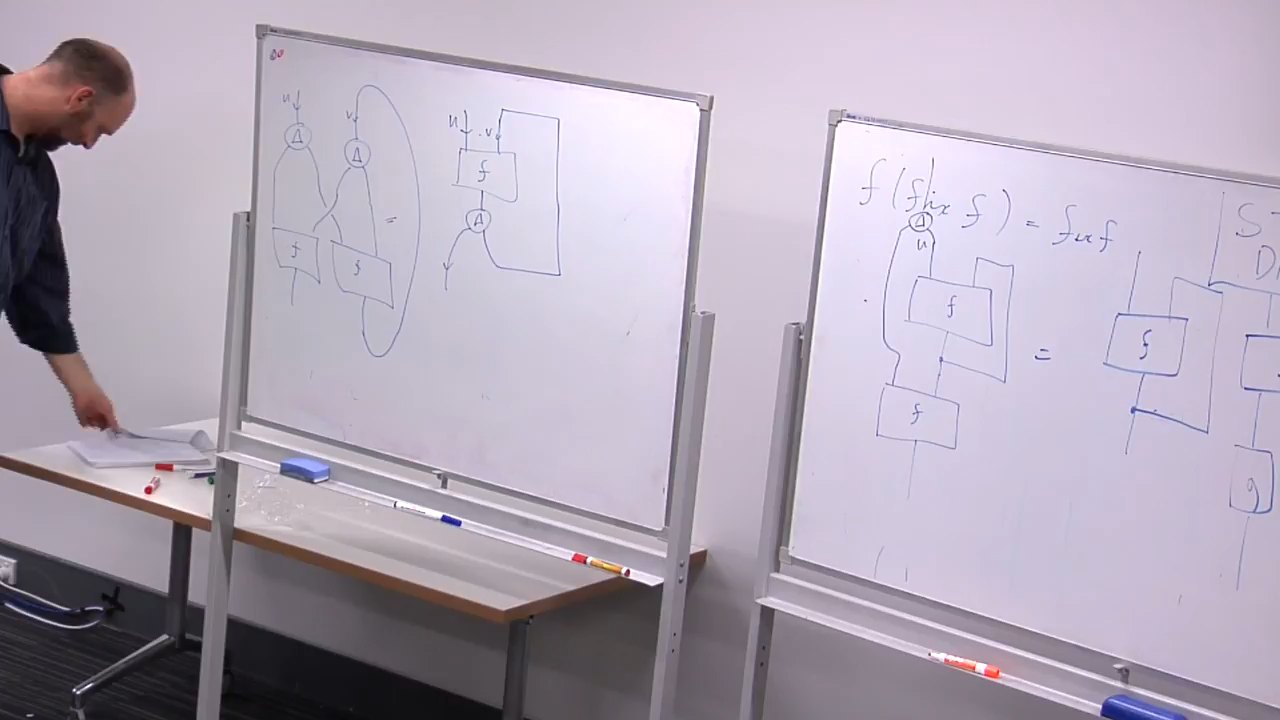 u v u v
Δ Δ
f
=
Δ
f f
f(fix f) = fix f
Δ
u
f
=
f
f
g
S
D